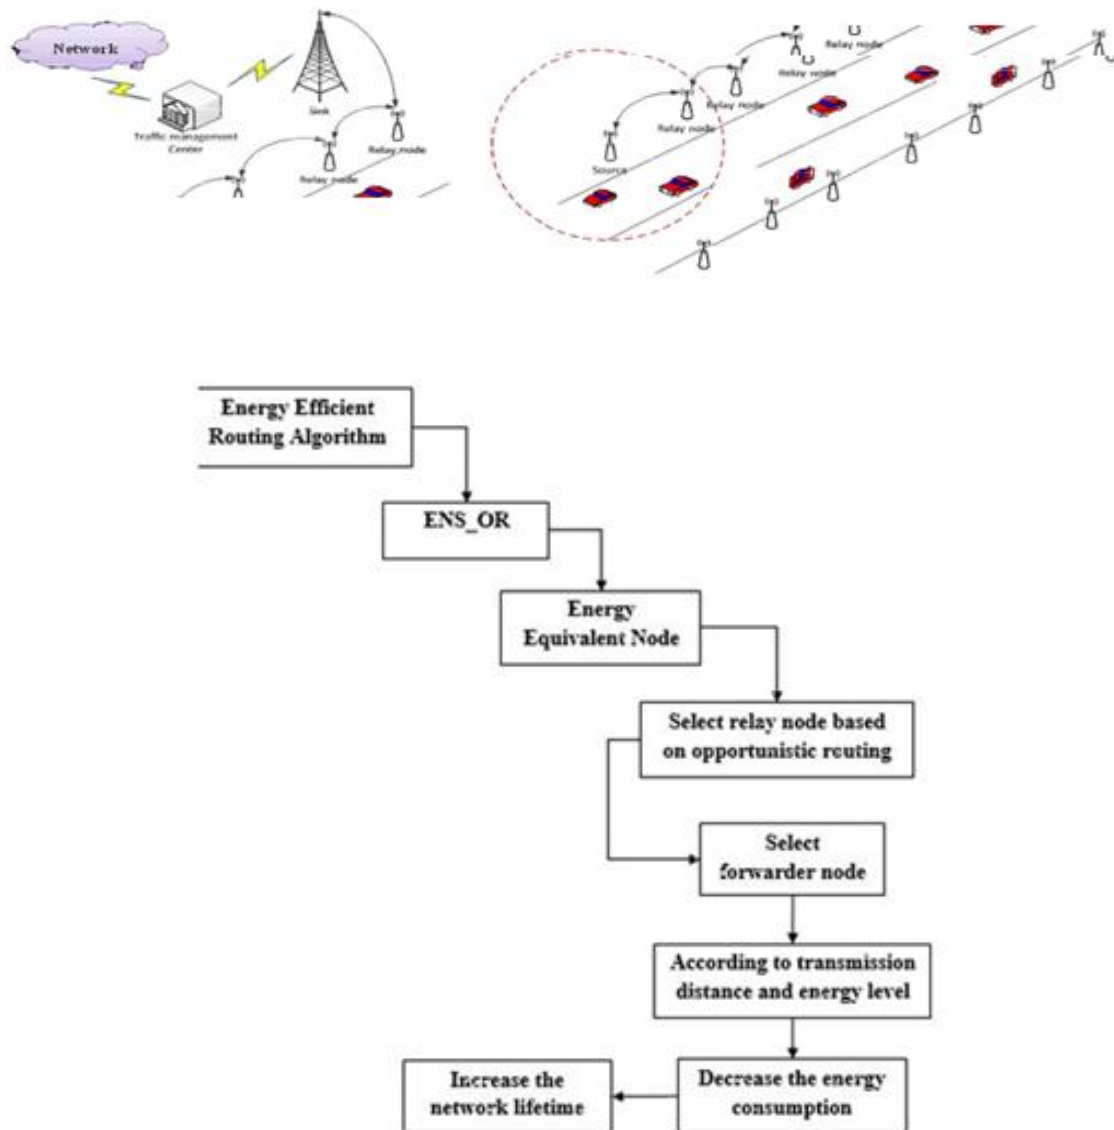 Network
Sink
Traffic management
Center
Relay node
Relay node
Relay node
Relay node
Relay node
Relay node
Source
Energy Efficient
Routing Algorithm
ENS_OR
Energy
Equivalent Node
Select relay node based
on opportunistic routing
Select
forwarder node
According to transmission
distance and energy level
Decrease the energy
consumption
Increase the
network lifetime